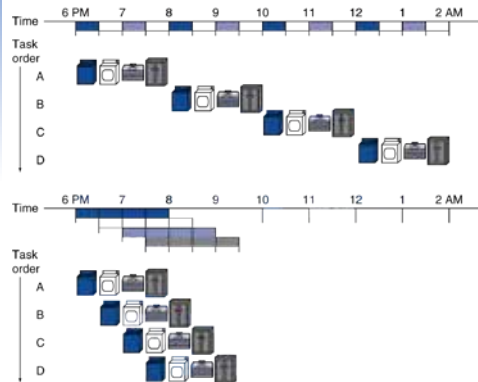 6 PM 7 8 9 10 11 12 1 2 AM
Time
Task
order
A
B
C
D
6 PM 7 8 9 10 11 12 1 2 AM
Time
Task
order
A
B
C
D